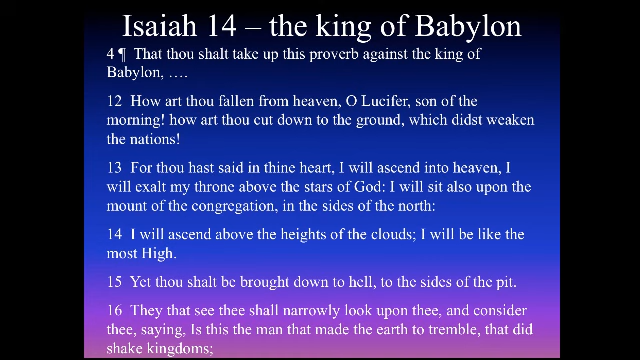 Isaiah 14 – the king of Babylon
4 ¶  That thou shalt take up this proverb against the king of
Babylon, ….
12  How art thou fallen from heaven, O Lucifer, son of the
morning! how art thou cut down to the ground, which didst weaken
the nations!
13  For thou hast said in thine heart, I will ascend into heaven, I
will exalt my throne above the stars of God: I will sit also upon the
mount of the congregation, in the sides of the north:
14  I will ascend above the heights of the clouds; I will be like the
most High.
15  Yet thou shalt be brought down to hell, to the sides of the pit.
16  They that see thee shall narrowly look upon thee, and consider
thee, saying, Is this the man that made the earth to tremble, that did
shake kingdoms;